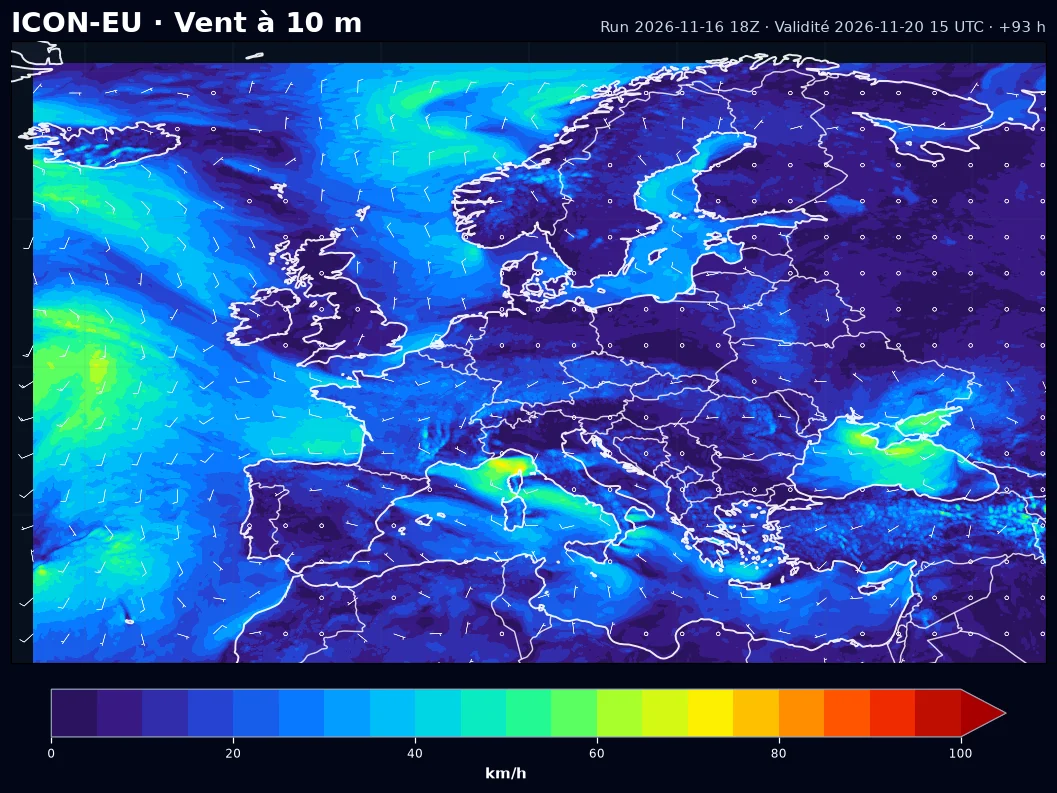 ICON-EU · Vent à 10 m
Run 2026-11-16 18Z · Validité 2026-11-20 15 UTC · +93 h
0 20 40 60 80 100
km/h